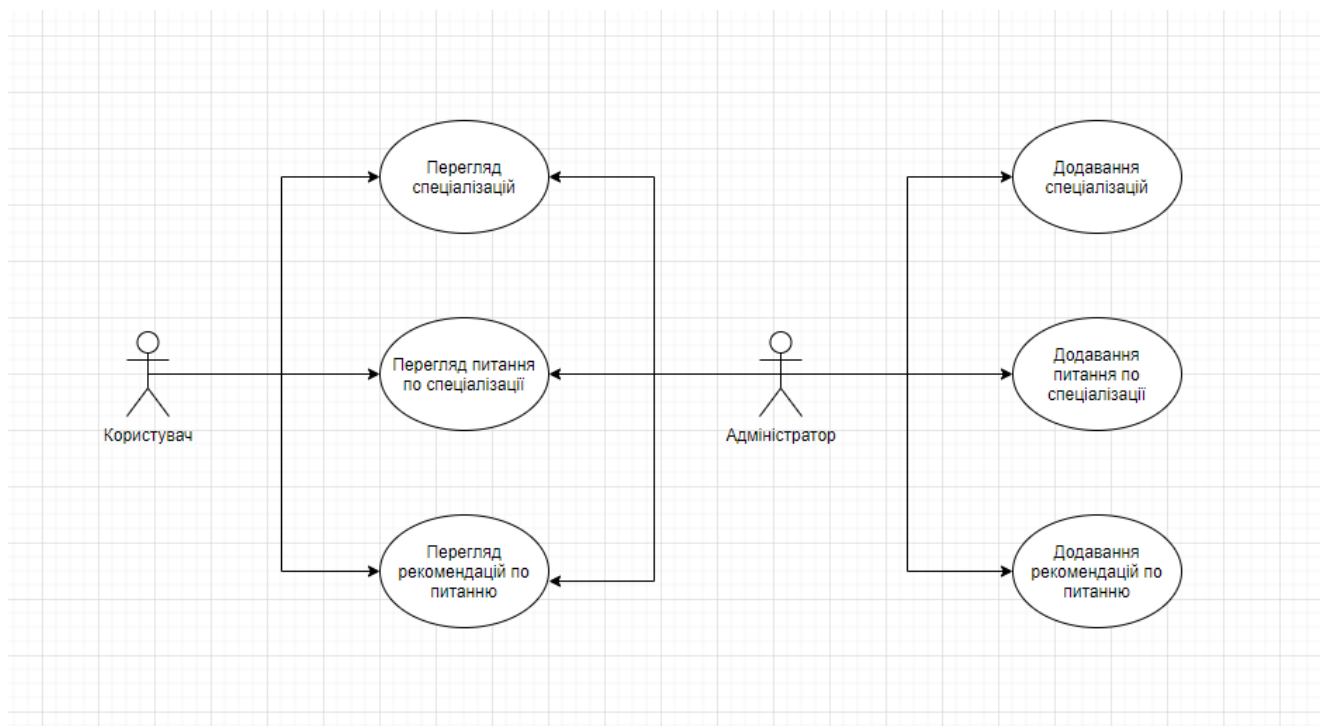 Перегляд
спеціалізацій
Додавання
спеціалізацій
Перегляд питання
по спеціалізації
Додавання
питання по
спеціалізації
Користувач
Адміністратор
Перегляд
рекомендацій по
питанню
Додавання
рекомендацій по
питанню